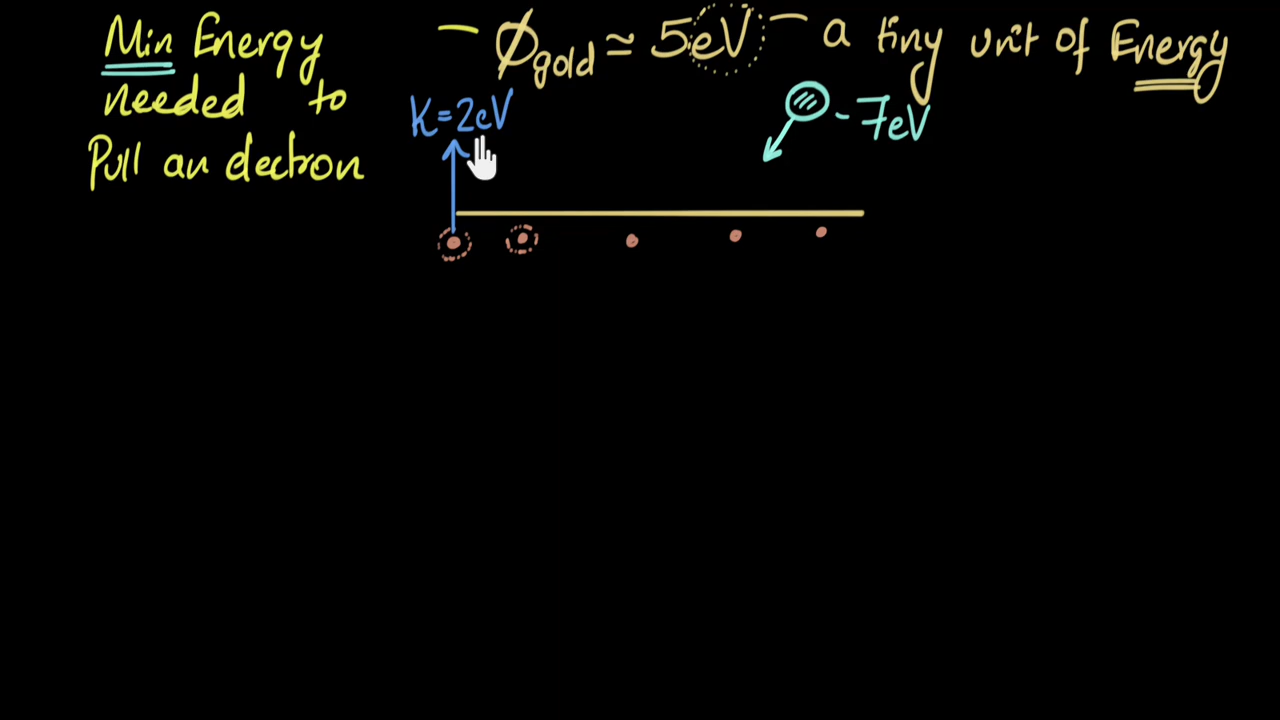 Min Energy
needed to
Pull an electron
— ϕgold ≃ 5eV — a tiny unit of Energy
K=2eV
- 7eV